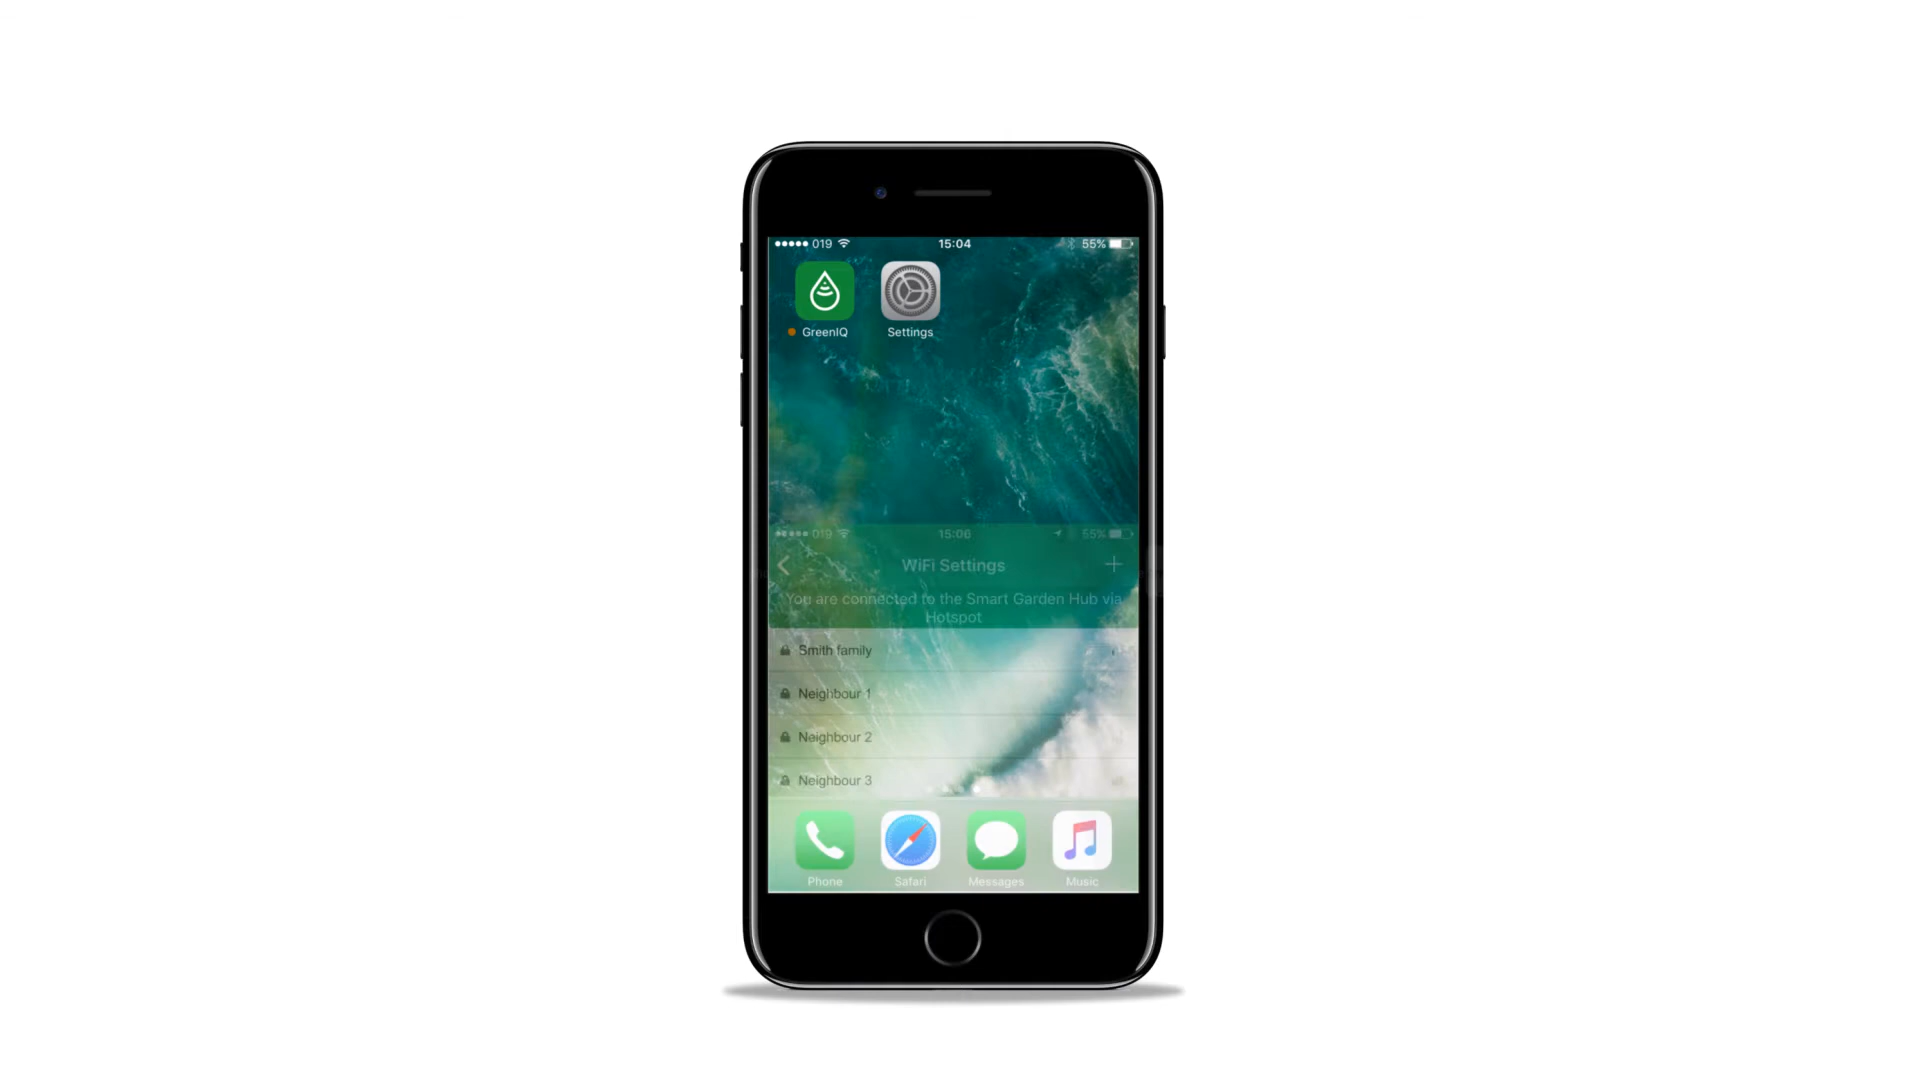 019 15:04 55%
GreenIQ Settings
019 15:06 55%
WiFi Settings
You are connected to the Smart Garden Hub via
Hotspot
Smith family
Neighbour 1
Neighbour 2
Neighbour 3
Phone Safari Messages Music